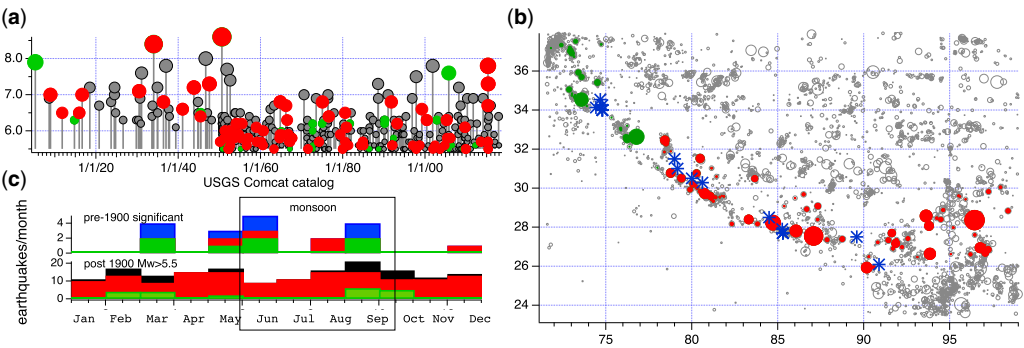 (a)
8.0
7.0
6.0
1/1/20
1/1/40
1/1/60
1/1/80
1/1/00
USGS Comcat catalog
(b)
36
34
32
30
28
26
24
75
80
85
90
95
(c)
earthquakes/month
monsoon
pre-1900 significant
4
2
0
post 1900 Mw>5.5
20
10
0
Jan Feb Mar Apr May Jun Jul Aug Sep Oct Nov Dec